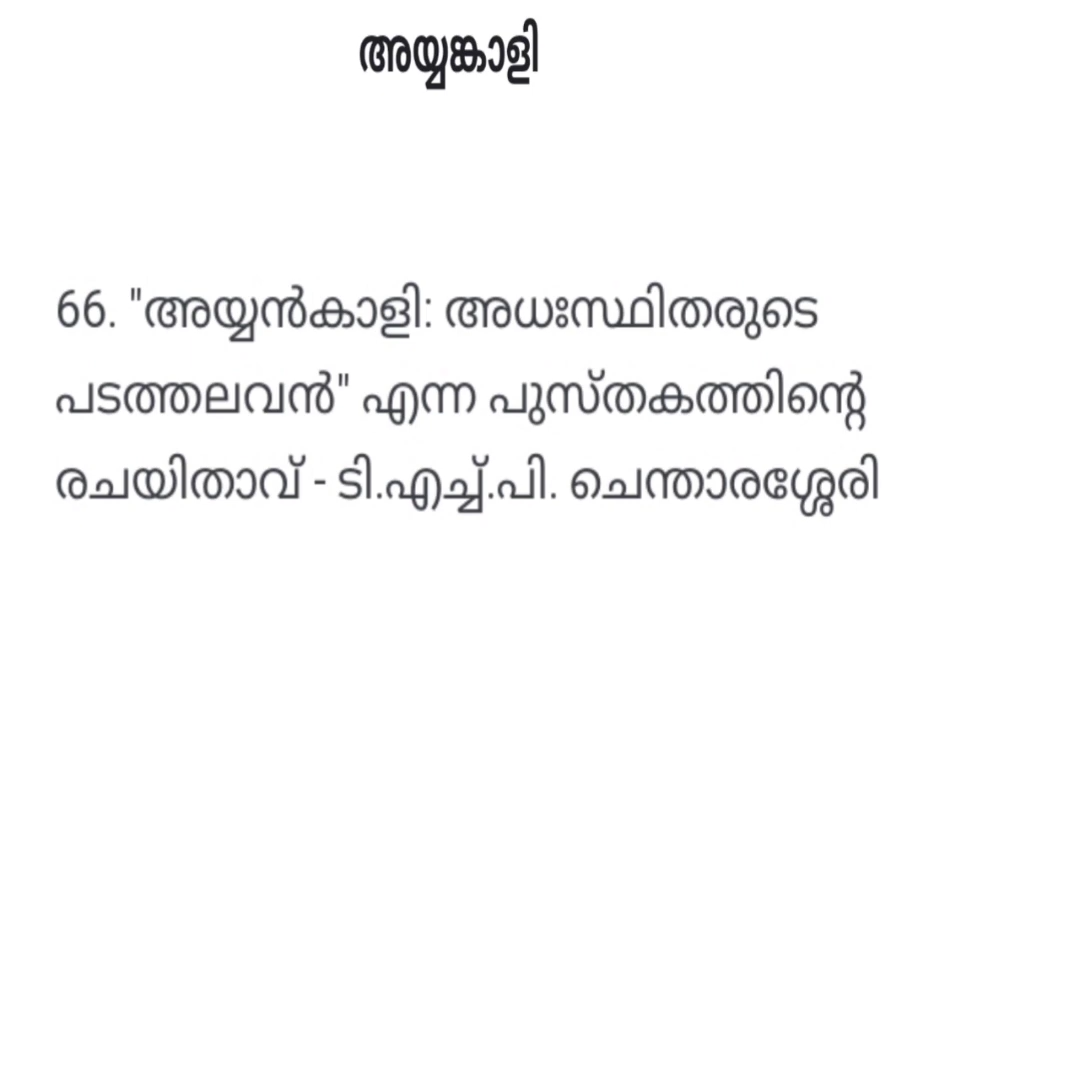 അയ്യങ്കാളി
66. "അയ്യൻകാളി: അധഃസ്ഥിതരുടെ
പടത്തലവൻ" എന്ന പുസ്തകത്തിന്റെ
രചയിതാവ് - ടി.എച്ച്.പി. ചെന്താരശ്ശേരി